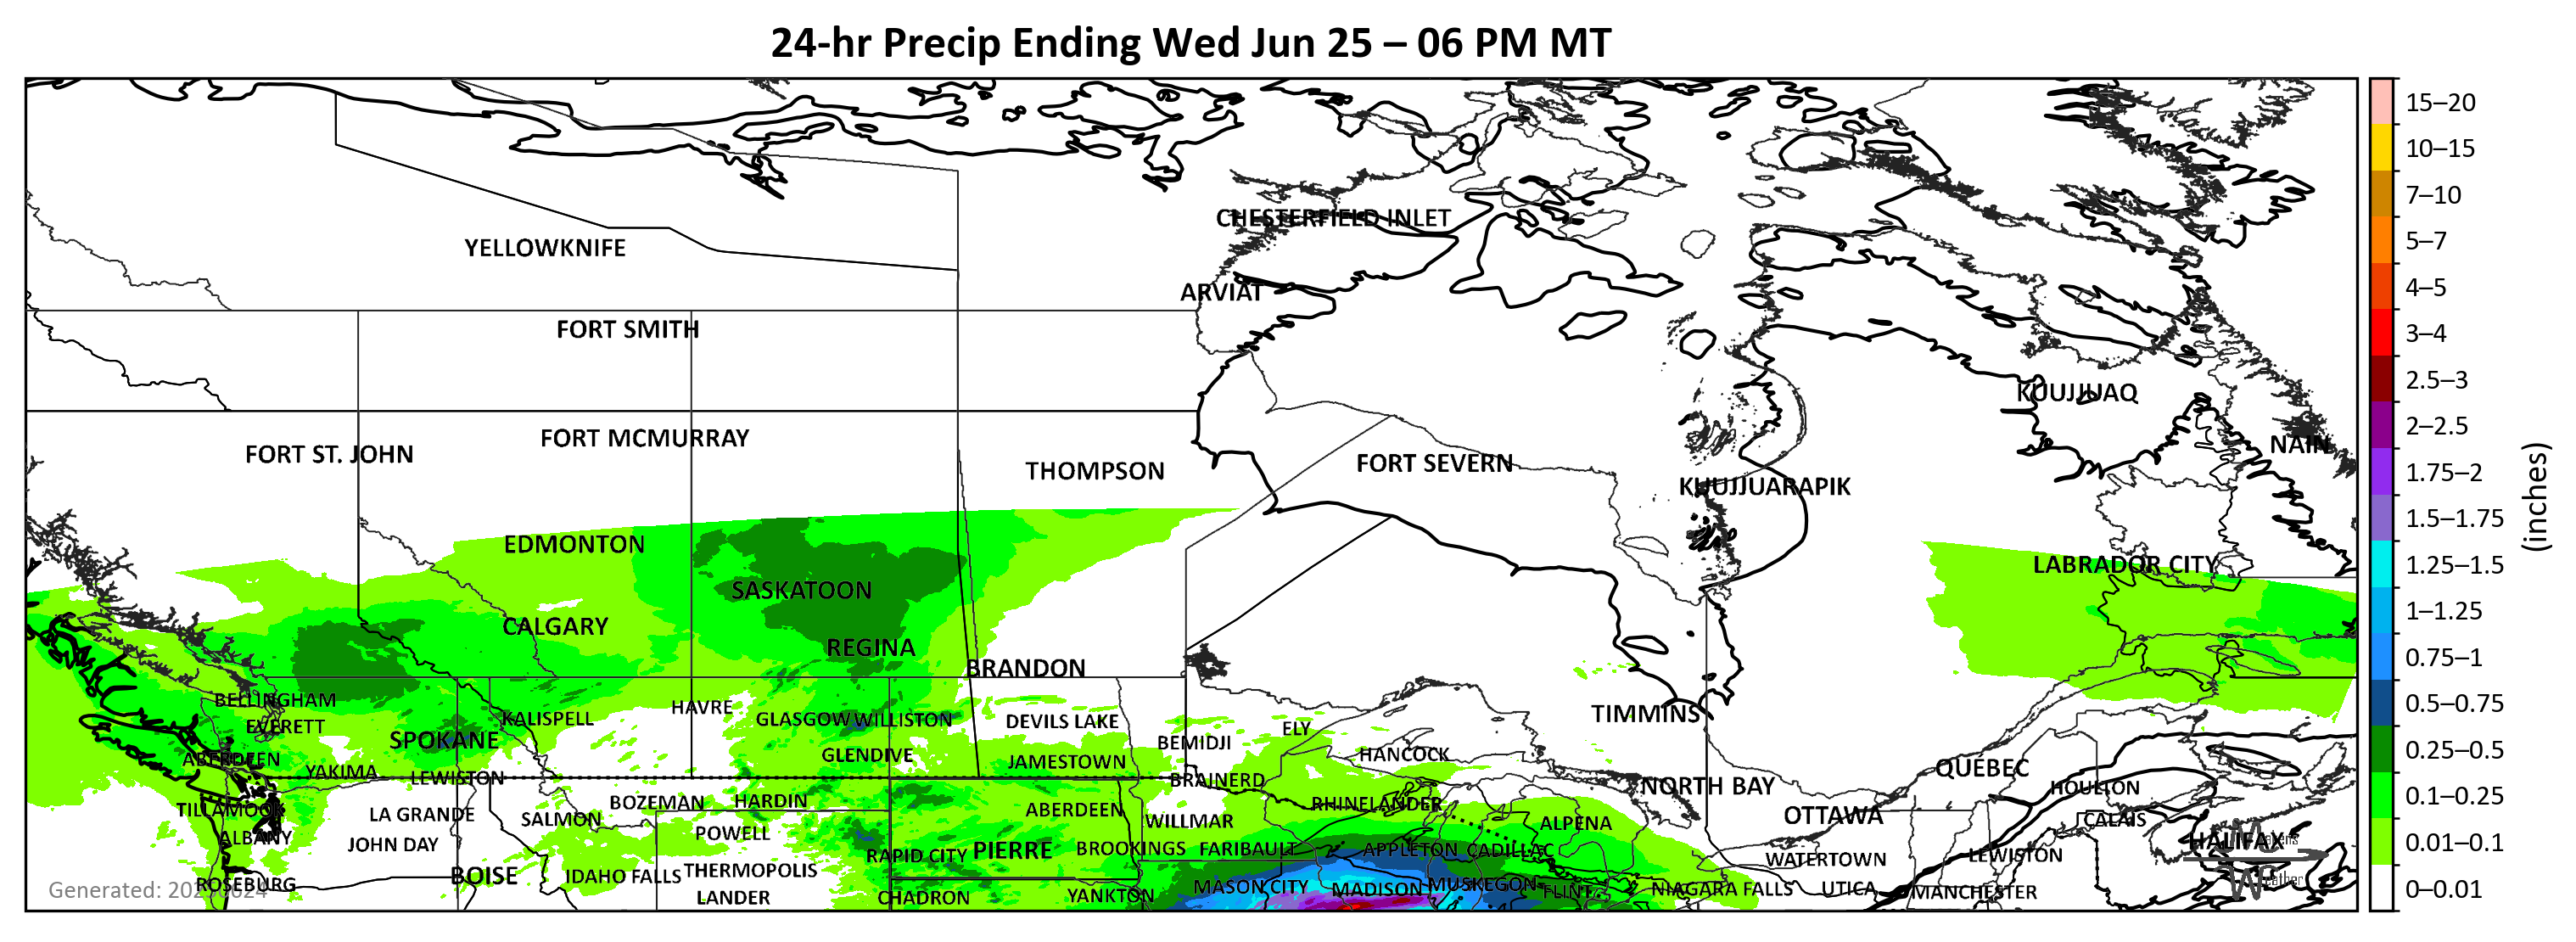 24-hr Precip Ending Wed Jun 25 – 06 PM MT
CHESTERFIELD INLET
YELLOWKNIFE
ARVIAT
FORT SMITH
KUUJJUAQ
FORT MCMURRAY
NAIN
FORT ST. JOHN
FORT SEVERN
THOMPSON
KUUJJUARAPIK
EDMONTON
LABRADOR CITY
SASKATOON
CALGARY
REGINA
BRANDON
BELLINGHAM
HAVRE
TIMMINS
KALISPELL
GLASGOW WILLISTON
DEVILS LAKE
EVERETT
ELY
SPOKANE
BEMIDJI
GLENDIVE
HANCOCK
ABERDEEN
JAMESTOWN
QUÉBEC
YAKIMA
LEWISTON
BRAINERD
NORTH BAY
HOULTON
BOZEMAN
HARDIN
RHINELANDER
TILLAMOOK
ABERDEEN
LA GRANDE
SALMON
WILLMAR
ALPENA
OTTAWA
CALAIS
POWELL
ALBANY
JOHN DAY
HALIFAX
RAPID CITY
PIERRE
BROOKINGS
FARIBAULT
APPLETON
CADILLAC
WATERTOWN
LEWISTON
BOISE
IDAHO FALLS
THERMOPOLIS
ROSEBURG
MASON CITY
MADISON
MUSKEGON
FLINT
NIAGARA FALLS
UTICA
MANCHESTER
LANDER
CHADRON
YANKTON
15–20
10–15
7–10
5–7
4–5
3–4
2.5–3
2–2.5
1.75–2
1.5–1.75
1.25–1.5
1–1.25
0.75–1
0.5–0.75
0.25–0.5
0.1–0.25
0.01–0.1
0–0.01
(inches)